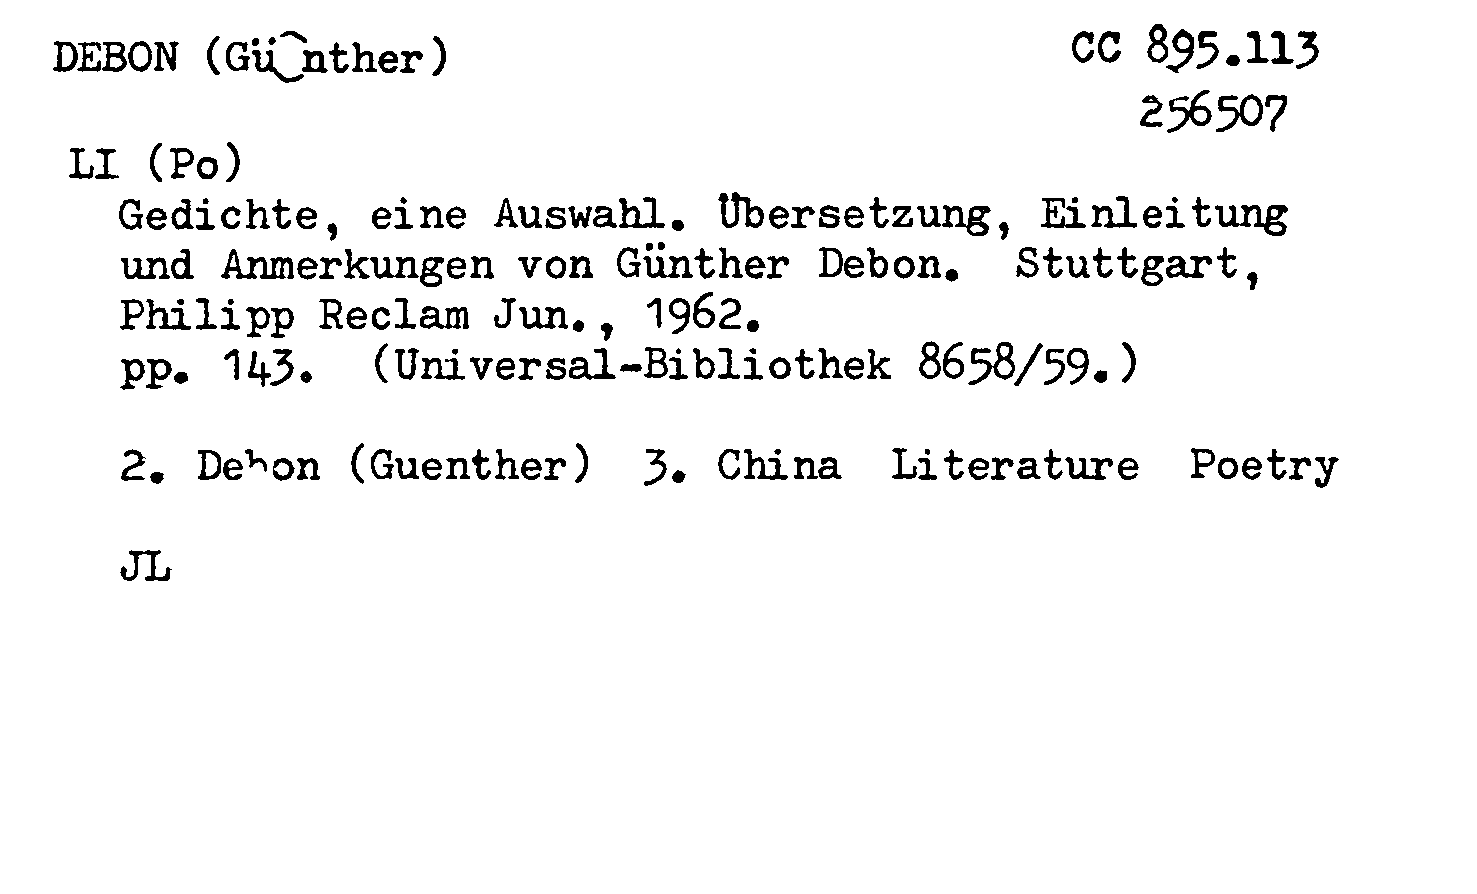 DEBON (Günther)
CC 895.113
256507
LI (Po)
Gedichte, eine Auswahl. Übersetzung, Einleitung
und Anmerkungen von Günther Debon. Stuttgart,
Philipp Reclam Jun., 1962.
pp. 143. (Universal-Bibliothek 8658/59.)
2. Debon (Guenther) 3. China Literature Poetry
JL